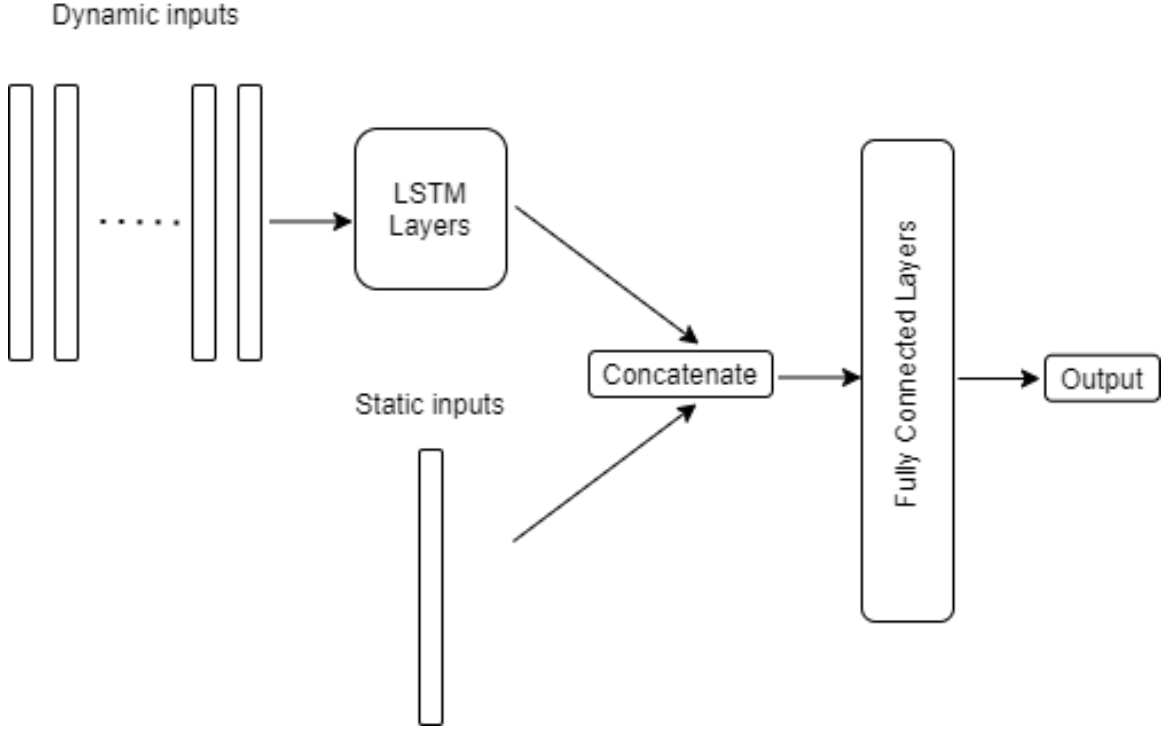 Dynamic inputs
LSTM
Layers
Static inputs
Concatenate
Fully Connected Layers
Output